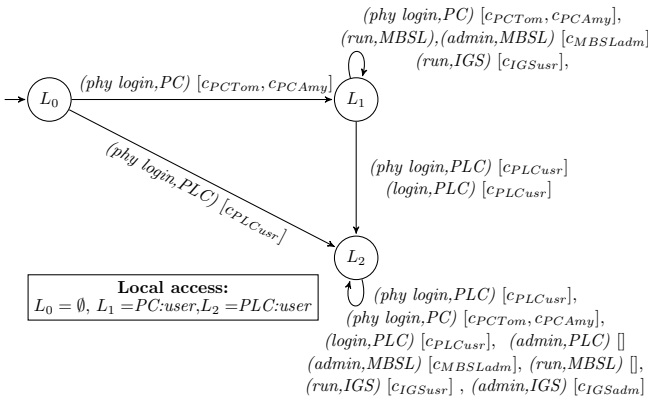 (phy login,PC) [c_{PCTom}, c_{PCAmy}],
(run,MBSL),(admin,MBSL) [c_{MBSLadm}]
(run,IGS) [c_{IGSusr}],
(phy login,PC) [c_{PCTom}, c_{PCAmy}]
L_0
L_1
(phy login,PLC) [c_{PLCusr}]
(phy login,PLC) [c_{PLCusr}]
(login,PLC) [c_{PLCusr}]
L_2
Local access:
L_0 = ∅, L_1 =PC:user,L_2 =PLC:user
(phy login,PLC) [c_{PLCusr}],
(phy login,PC) [c_{PCTom}, c_{PCAmy}],
(login,PLC) [c_{PLCusr}], (admin,PLC) []
(admin,MBSL) [c_{MBSLadm}], (run,MBSL) [],
(run,IGS) [c_{IGSusr}] , (admin,IGS) [c_{IGSadm}]